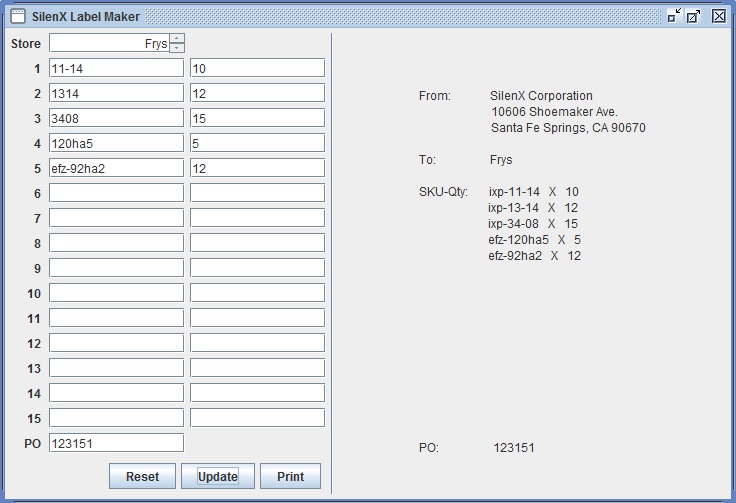 SilenX Label Maker
Store Frys
1 11-14 10
2 1314 12
3 3408 15
4 120ha5 5
5 efz-92ha2 12
6
7
8
9
10
11
12
13
14
15
PO 123151
Reset Update Print
From: SilenX Corporation
10606 Shoemaker Ave.
Santa Fe Springs, CA 90670
To: Frys
SKU-Qty: ixp-11-14 X 10
ixp-13-14 X 12
ixp-34-08 X 15
efz-120ha5 X 5
efz-92ha2 X 12
PO: 123151